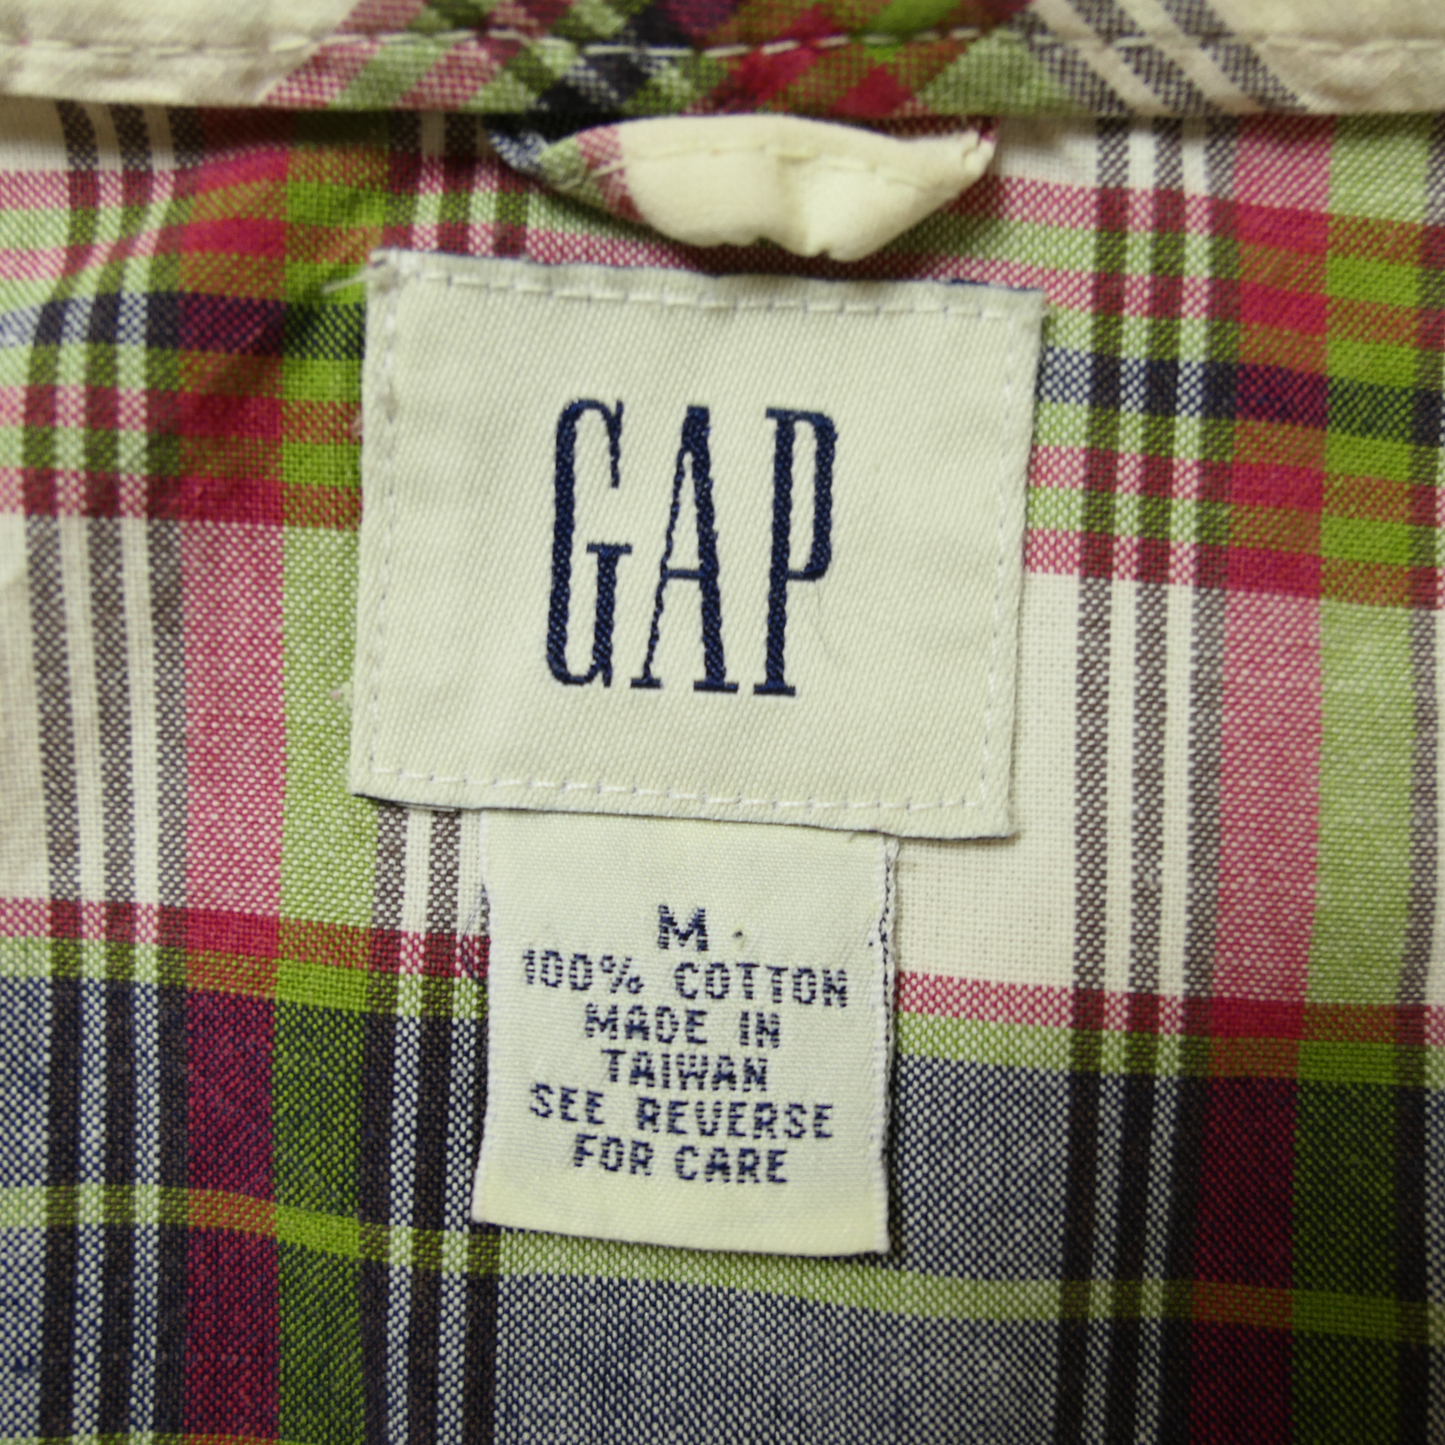 GAP
M
100% COTTON
MADE IN
TAIWAN
SEE REVERSE
FOR CARE